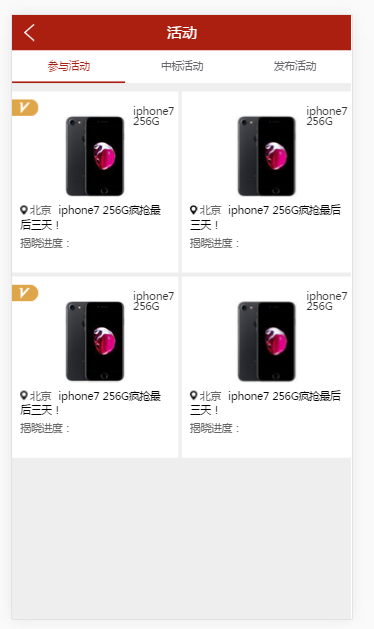 活动
参与活动
中标活动
发布活动
V
iphone7
256G
北京 iphone7 256G疯抢最
后三天！
揭晓进度：
iphone7
256G
北京 iphone7 256G疯抢最后
三天！
揭晓进度：
V
iphone7
256G
北京 iphone7 256G疯抢最
后三天！
揭晓进度：
iphone7
256G
北京 iphone7 256G疯抢最后
三天！
揭晓进度：